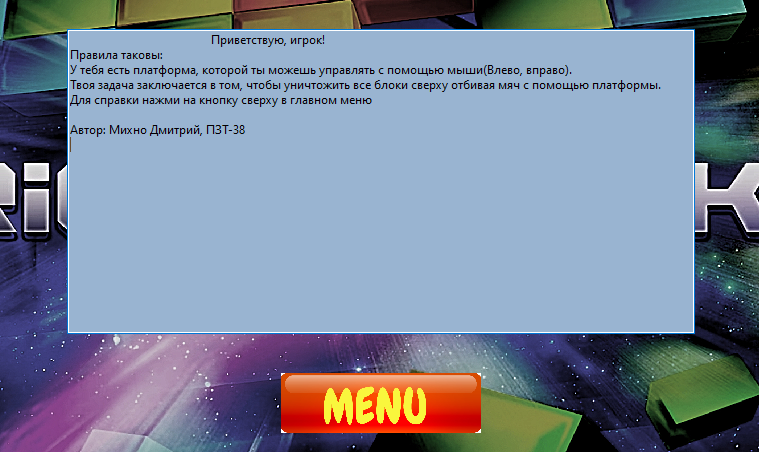 Приветствую, игрок!
Правила таковы:
У тебя есть платформа, которой ты можешь управлять с помощью мыши(Влево, вправо).
Твоя задача заключается в том, чтобы уничтожить все блоки сверху отбивая мяч с помощью платформы.
Для справки нажми на кнопку сверху в главном меню
Автор: Михно Дмитрий, ПЗТ-38
MENU